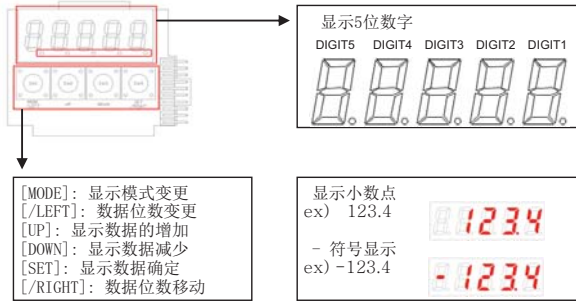 显示5位数字
DIGIT5 DIGIT4 DIGIT3 DIGIT2 DIGIT1
[MODE]: 显示模式变更
[/LEFT]: 数据位数变更
[UP]: 显示数据的增加
[DOWN]: 显示数据减少
[SET]: 显示数据确定
[/RIGHT]: 数据位数移动
显示小数点
ex) 123.4
123.4
- 符号显示
ex)-123.4
-123.4